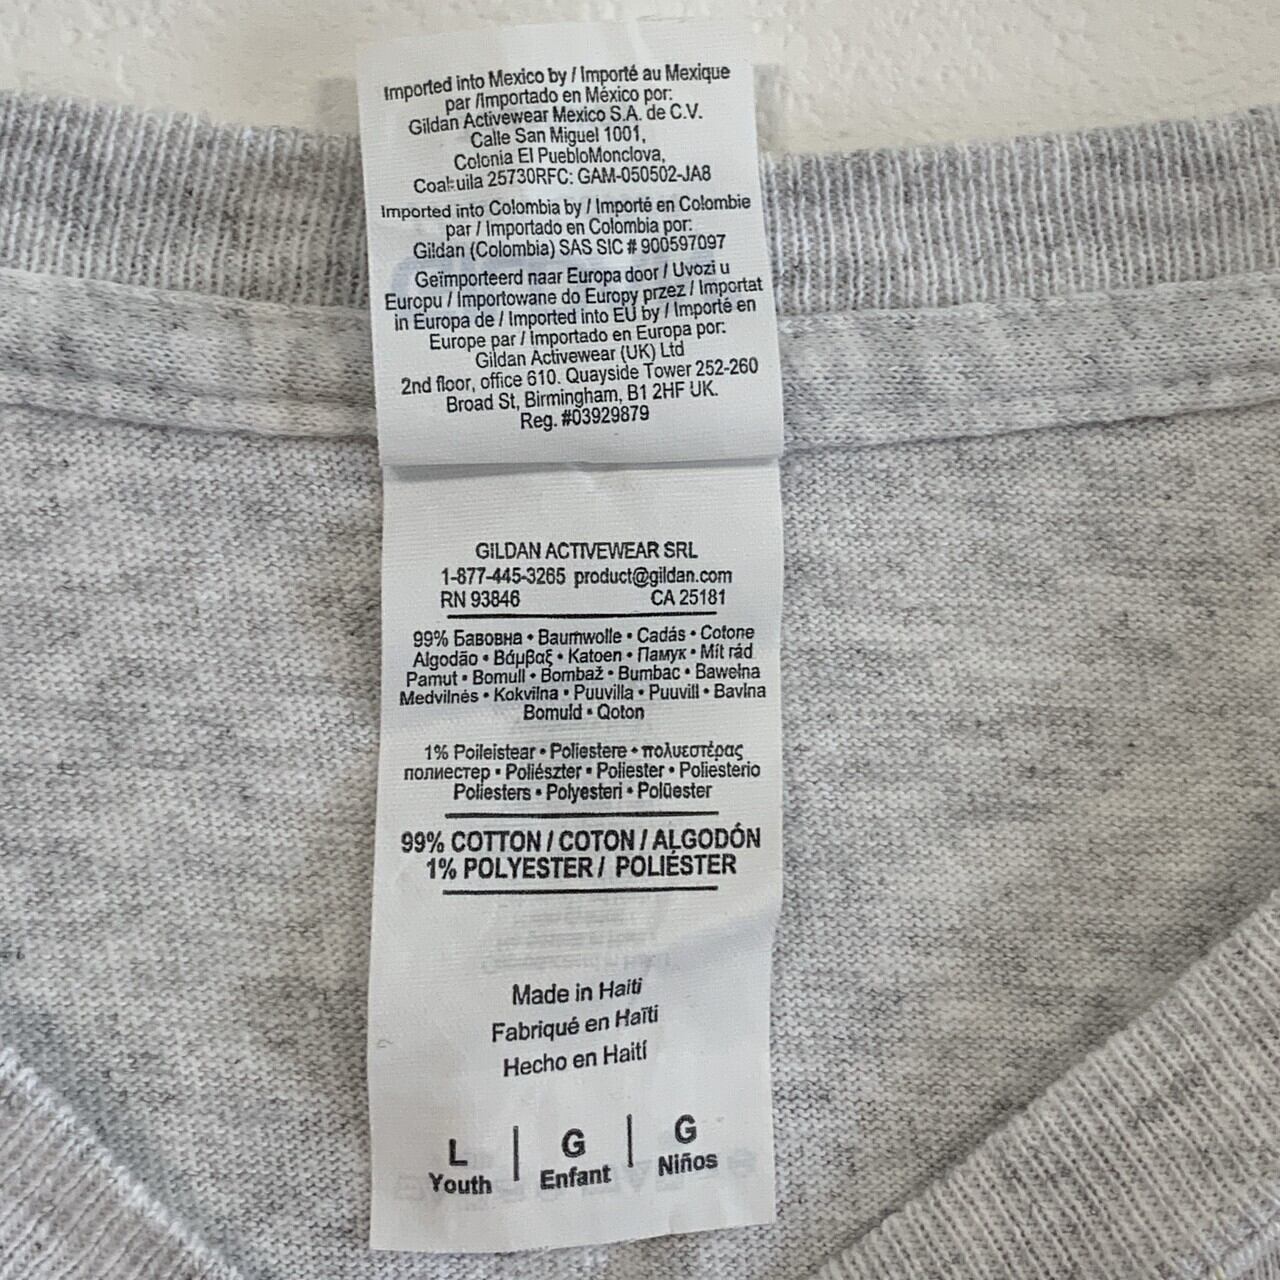 Imported into Mexico by / Importé au Mexique
par /Importado en México por:
Gildan Activewear Mexico S.A. de C.V.
Calle San Miguel 1001,
Colonia El PuebloMonclova,
Coahuila 25730RFC: GAM-050502-JA8
Imported into Colombia by / Importé en Colombie
par / Importado en Colombia por:
Gildan (Colombia) SAS SIC # 900597097
Geïmporteerd naar Europa door / Uvozi u
Europu / Importowane do Europy przez / Importat
in Europa de / Imported into EU by / Importé en
Europe par / Importado en Europa por:
Gildan Activewear (UK) Ltd
2nd floor, office 610. Quayside Tower 252-260
Broad St, Birmingham, B1 2HF UK.
Reg. #03929879
GILDAN ACTIVEWEAR SRL
1-877-445-3265 product@gildan.com
RN 93846 CA 25181
99% Бавовна • Baumwolle • Cadás • Cotone
Algodão • Βάμβαξ • Katoen • Памук • Mít rád
Pamut • Bomull • Bombaž • Bumbac • Bawełna
Medvilnės • Kokvilna • Puuvilla • Puuvill • Bavlna
Bomuld • Qoton
1% Poileistear • Poliestere • πολυεστέρας
полиестер • Poliészter • Poliester • Poliesterio
Poliesters • Polyesteri • Polüester
99% COTTON / COTON / ALGODÓN
1% POLYESTER / POLIÉSTER
Made in Haiti
Fabriqué en Haïti
Hecho en Haití
L | G | G
Youth Enfant Niños